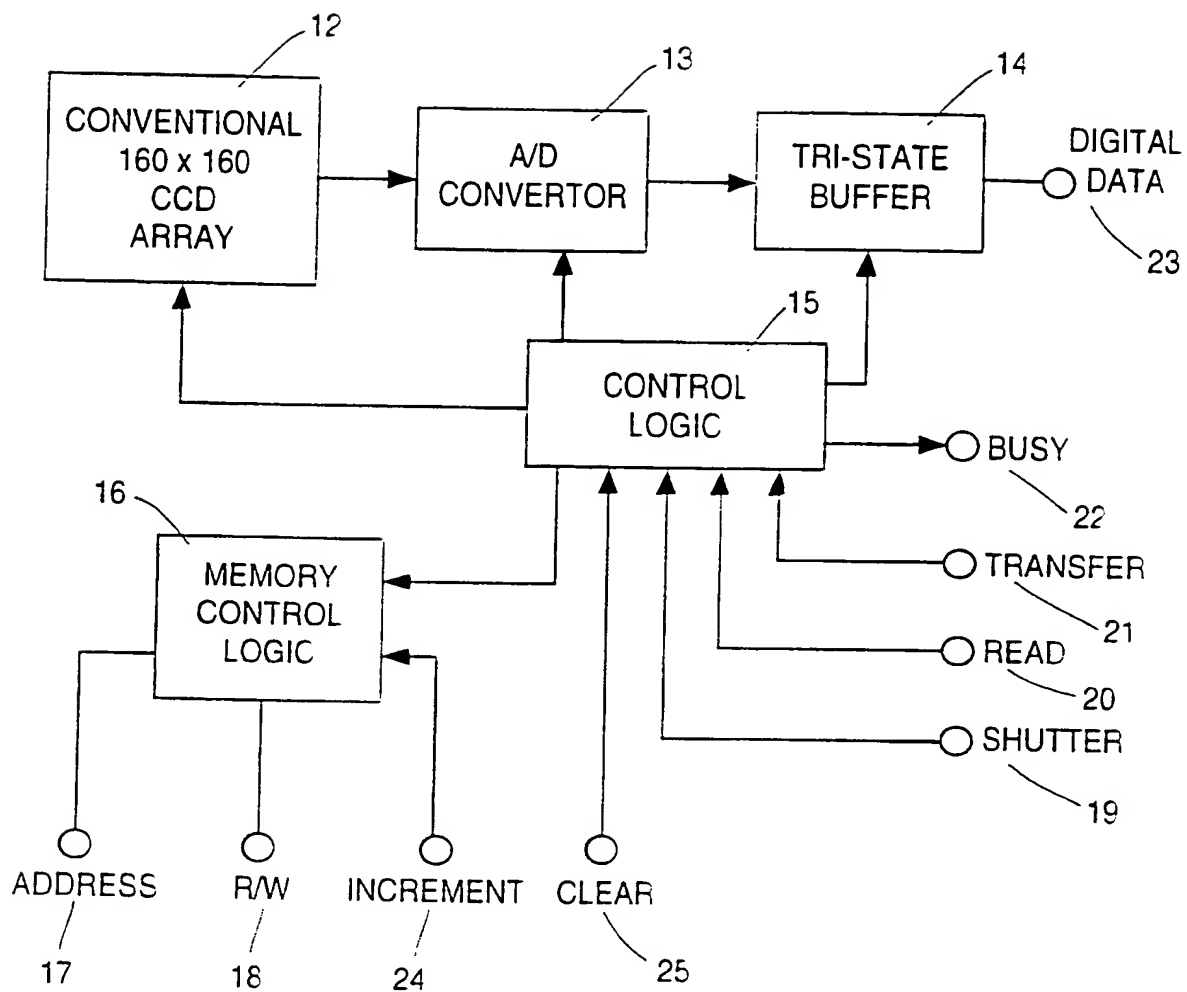 12
13
14
CONVENTIONAL
160 x 160
CCD
ARRAY
A/D
CONVERTOR
TRI-STATE
BUFFER
DIGITAL
DATA
23
15
CONTROL
LOGIC
BUSY
22
16
MEMORY
CONTROL
LOGIC
TRANSFER
21
READ
20
SHUTTER
19
ADDRESS
R/W
INCREMENT
CLEAR
17
18
24
25